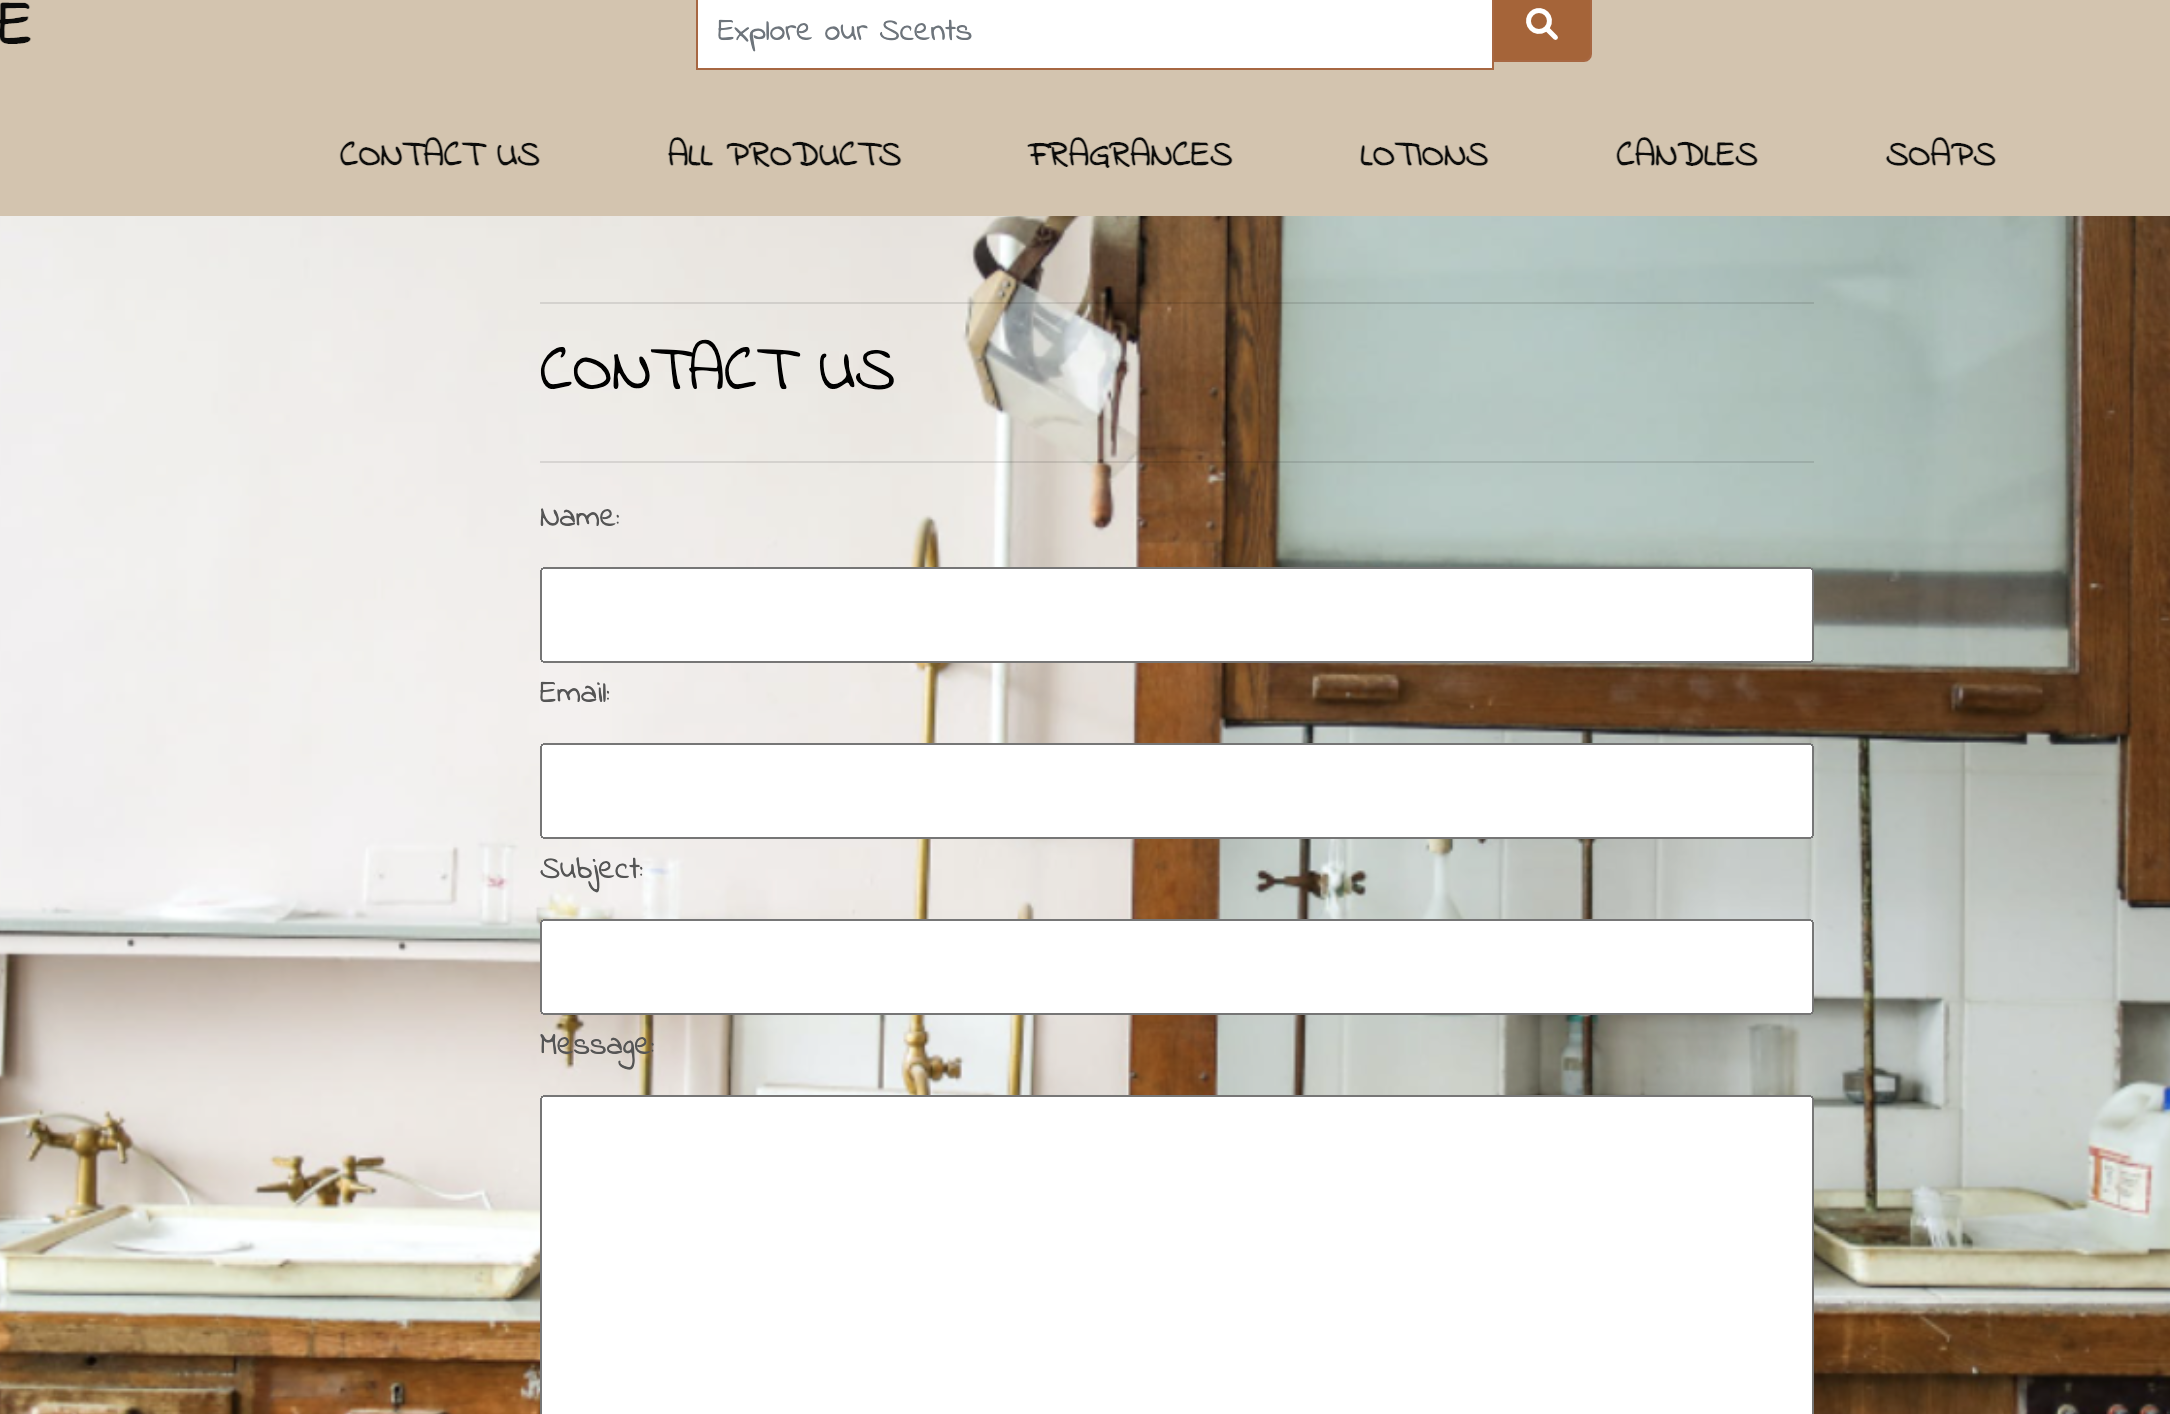 E
Explore our Scents
CONTACT US ALL PRODUCTS FRAGRANCES LOTIONS CANDLES SOAPS
CONTACT US
Name:
Email:
Subject:
Message: